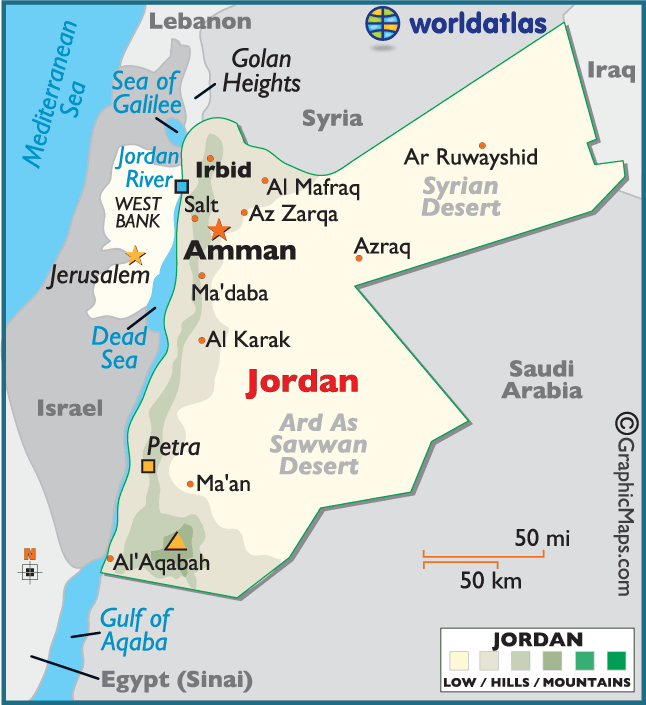 Lebanon
worldatlas
Mediterranean
Sea
Golan
Heights
Iraq
Sea of
Galilee
Syria
Jordan
River
Irbid
Ar Ruwayshid
Al Mafraq
Syrian
Desert
WEST
BANK
Salt
Az Zarqa
Amman
Azraq
Jerusalem
Ma'daba
Dead
Sea
Al Karak
Saudi
Arabia
Jordan
Israel
Ard As
Sawwan
Desert
Petra
Ma'an
© GraphicMaps.com
N
Al'Aqabah
50 mi
50 km
Gulf of
Aqaba
Egypt (Sinai)
JORDAN
LOW / HILLS / MOUNTAINS